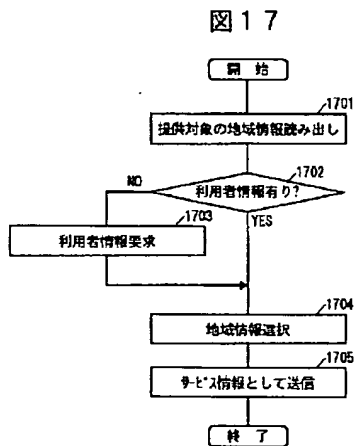 図17
開始
1701
提供対象の地域情報読み出し
1702
利用者情報有り?
NO
YES
1703
利用者情報要求
1704
地域情報選択
1705
サービス情報として送信
終了